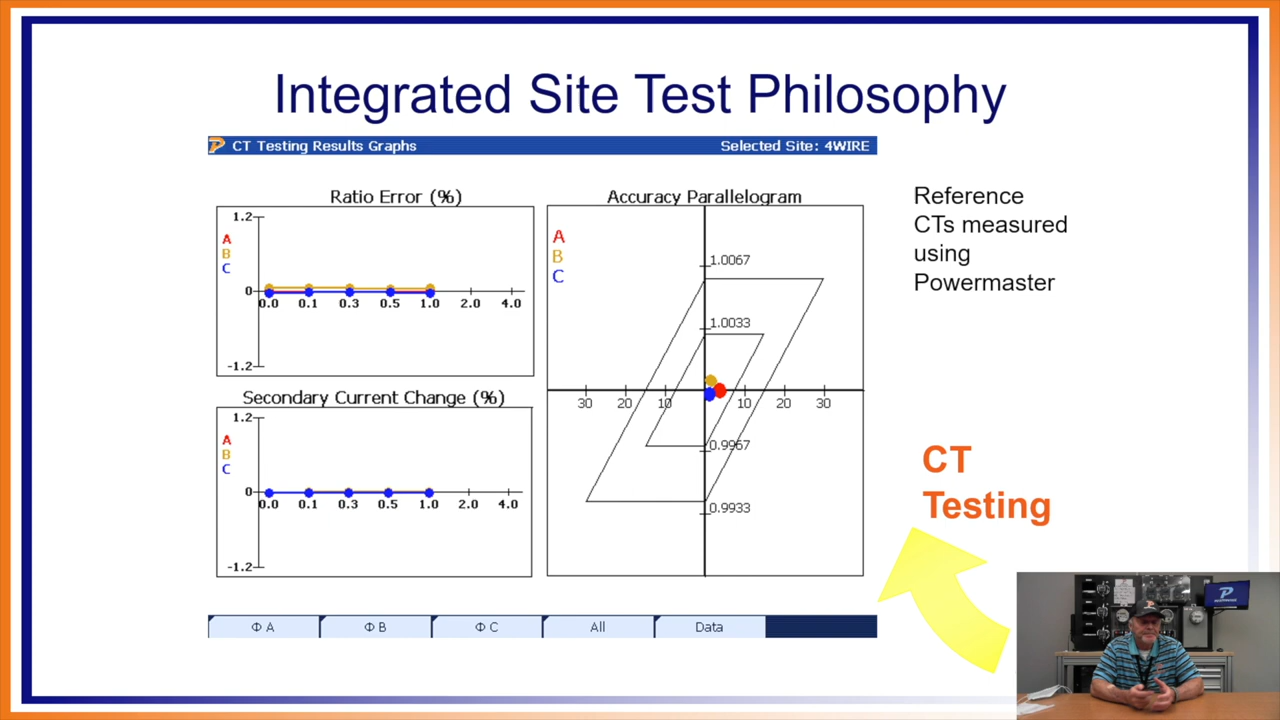 Integrated Site Test Philosophy
CT Testing Results Graphs
Selected Site: 4WIRE
Ratio Error (%)
1.2
A
B
C
0
0.0 0.1 0.3 0.5 1.0 2.0 4.0
-1.2
Secondary Current Change (%)
1.2
A
B
C
0
0.0 0.1 0.3 0.5 1.0 2.0 4.0
-1.2
Accuracy Parallelogram
A
B
C
1.0067
1.0033
30 20 10 10 20 30
0.9967
0.9933
Φ A
Φ B
Φ C
All
Data
Reference
CTs measured
using
Powermaster
CT
Testing